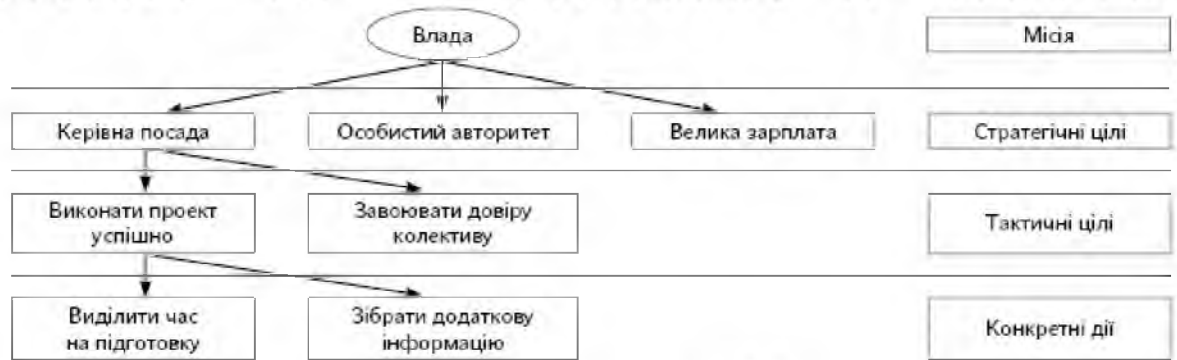 Влада
Місія
Керівна посада
Особистий авторитет
Велика зарплата
Стратегічні цілі
Виконати проект
успішно
Завоювати довіру
колективу
Тактичні цілі
Виділити час
на підготовку
Зібрати додаткову
інформацію
Конкретні дії